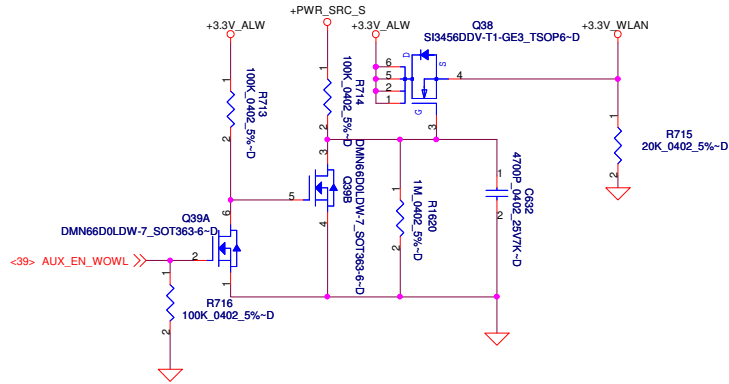 +PWR_SRC_S
+3.3V_ALW
+3.3V_ALW
Q38
SI3456DDV-T1-GE3_TSOP6~D
+3.3V_WLAN
D
S
G
6
5
2
1
4
3
1
R713
100K_0402_5%~D
2
1
R714
100K_0402_5%~D
2
1
R715
20K_0402_5%~D
2
3
DMN66D0LDW-7_SOT363-6~D
Q39B
5
4
1
R1620
1M_0402_5%~D
2
1
C632
4700P_0402_25V7K~D
2
Q39A
DMN66D0LDW-7_SOT363-6~D
6
2
1
<39> AUX_EN_WOWL
1
R716
100K_0402_5%~D
2